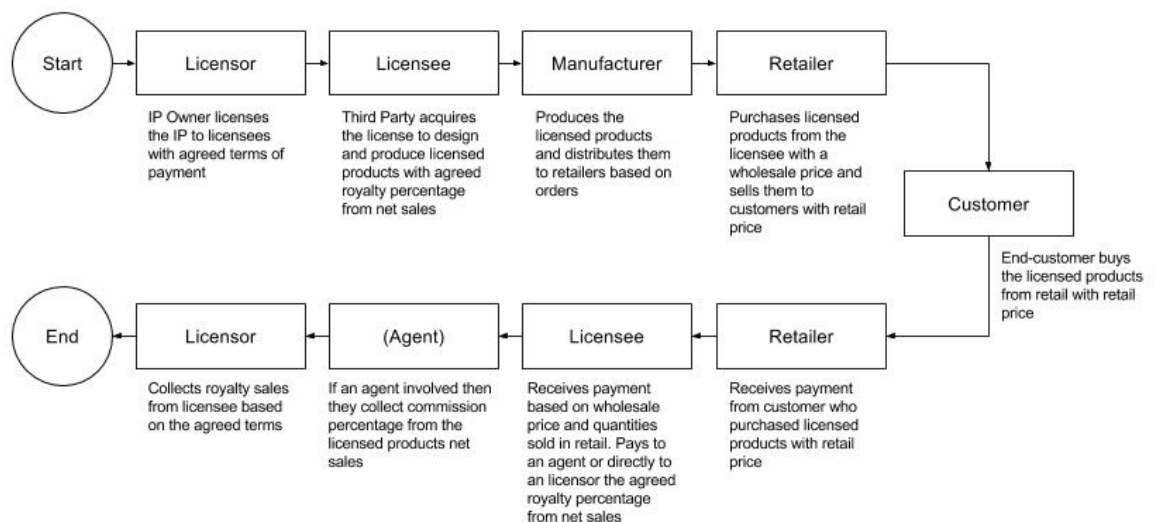 Start
Licensor
IP Owner licenses
the IP to licensees
with agreed terms of
payment
Licensee
Third Party acquires
the license to design
and produce licensed
products with agreed
royalty percentage
from net sales
Manufacturer
Produces the
licensed products
and distributes them
to retailers based on
orders
Retailer
Purchases licensed
products from the
licensee with a
wholesale price and
sells them to
customers with retail
price
Customer
End-customer buys
the licensed products
from retail with retail
price
Retailer
Receives payment
from customer who
purchased licensed
products with retail
price
Licensee
Receives payment
based on wholesale
price and quantities
sold in retail. Pays to
an agent or directly to
an licensor the agreed
royalty percentage
from net sales
(Agent)
If an agent involved then
they collect commission
percentage from the
licensed products net
sales
Licensor
Collects royalty sales
from licensee based
on the agreed terms
End